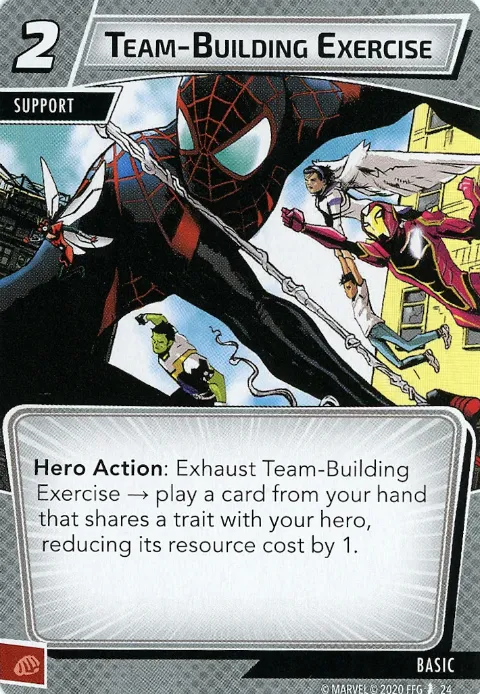 2
TEAM-BUILDING EXERCISE
SUPPORT
Hero Action: Exhaust Team-Building
Exercise → play a card from your hand
that shares a trait with your hero,
reducing its resource cost by 1.
BASIC
© MARVEL © 2020 FFG 24